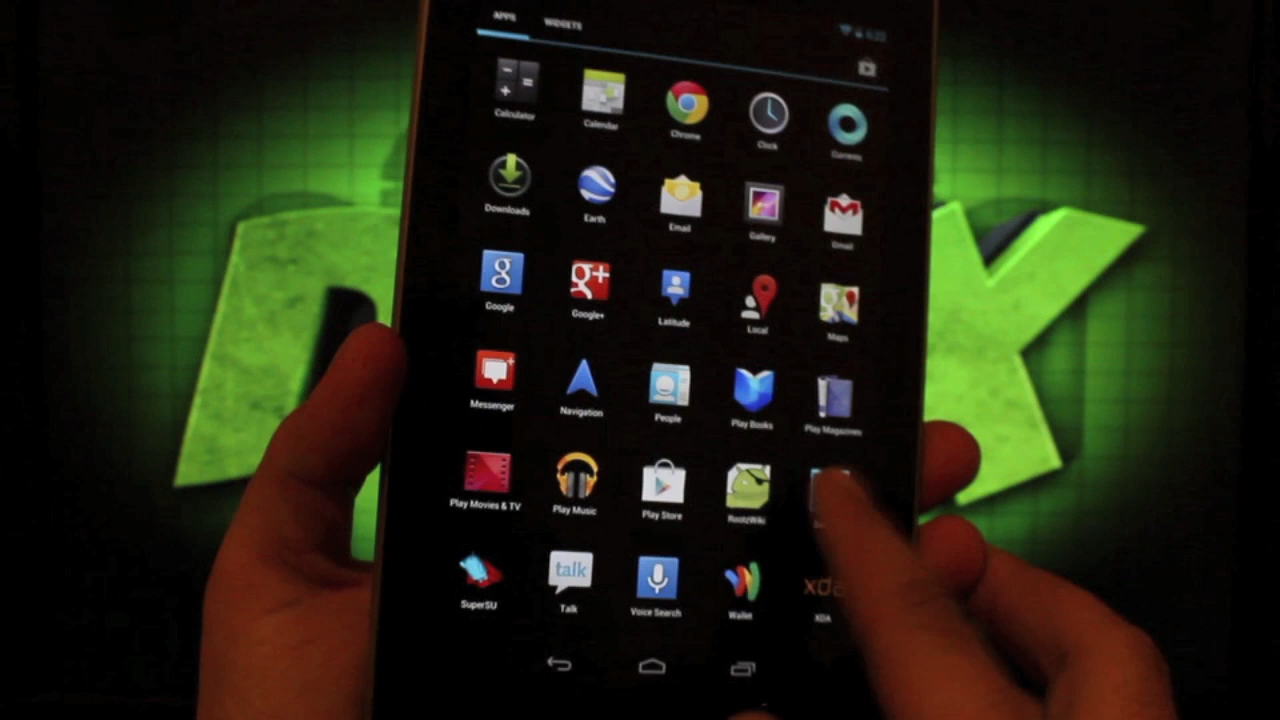 APPS WIDGETS
Calculator Calendar Chrome Clock Currents
Downloads Earth Email Gallery Gmail
Google Google+ Latitude Local Maps
Messenger Navigation People Play Books Play Magazines
Play Movies & TV Play Music Play Store RootzWiki
SuperSU talk Talk Voice Search Wallet xda XDA